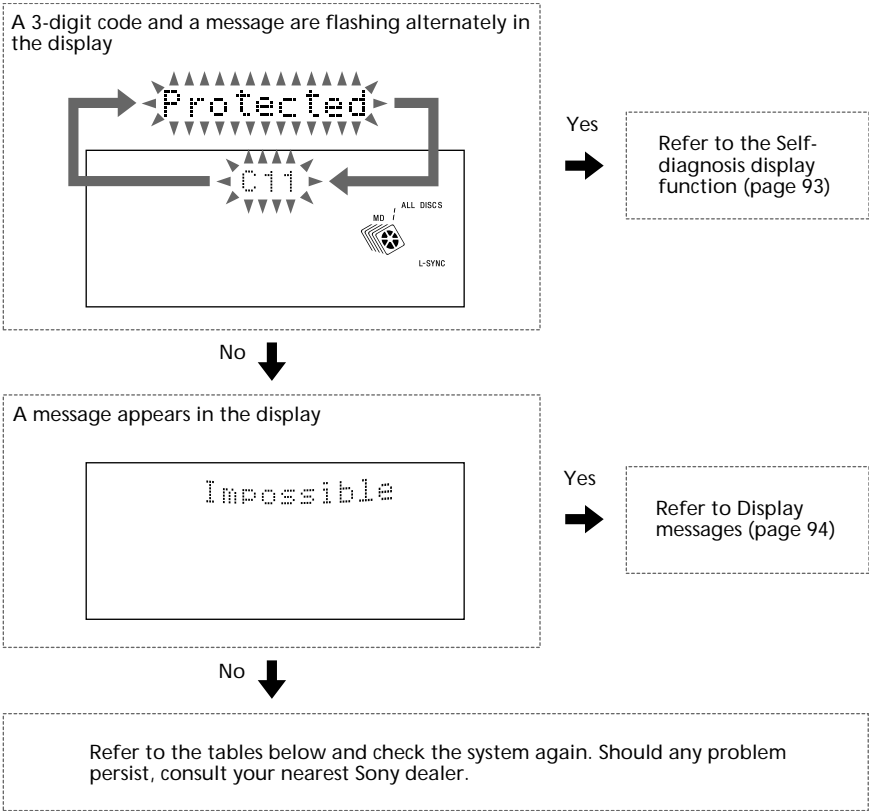 A 3-digit code and a message are flashing alternately in
the display
Protected
C11
ALL DISCS
MD
L-SYNC
Yes
Refer to the Self-
diagnosis display
function (page 93)
No
A message appears in the display
Impossible
Yes
Refer to Display
messages (page 94)
No
Refer to the tables below and check the system again. Should any problem
persist, consult your nearest Sony dealer.